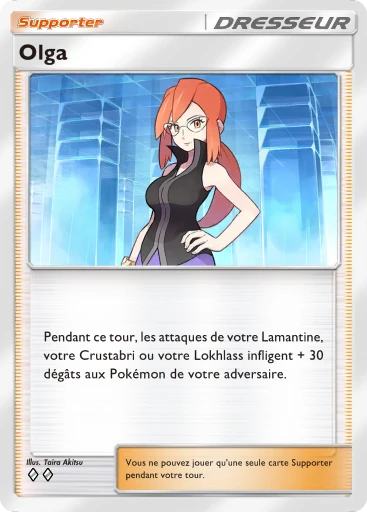 Supporter
DRESSEUR
Olga
Pendant ce tour, les attaques de votre Lamantine,
votre Crustabri ou votre Lokhlass infligent + 30
dégâts aux Pokémon de votre adversaire.
Illus. Taira Akitsu
Vous ne pouvez jouer qu'une seule carte Supporter
pendant votre tour.